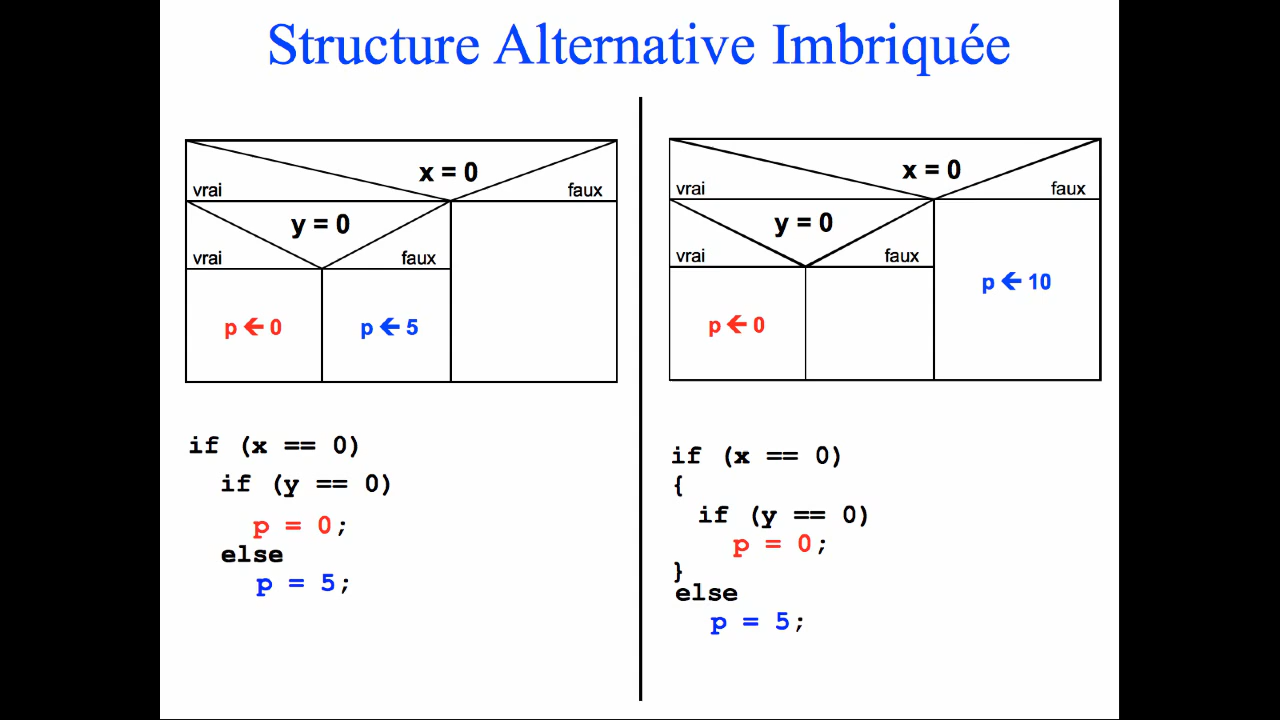 Structure Alternative Imbriquée
x = 0
vrai
faux
y = 0
vrai
faux
p ← 0
p ← 5
if (x == 0)
if (y == 0)
p = 0;
else
p = 5;
x = 0
vrai
faux
y = 0
vrai
faux
p ← 10
p ← 0
if (x == 0)
{
if (y == 0)
p = 0;
}
else
p = 5;